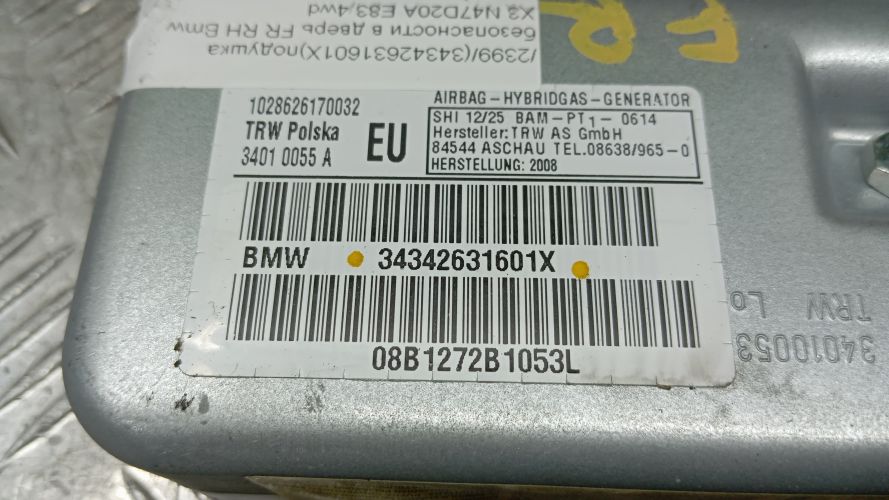 /2399/(34342631601X)подушка
безопасности в дверь FR RH Bmw
X3 N47D20A E83,4wd
FR
1028626170032
TRW Polska
3401 0055 A
EU
AIRBAG-HYBRIDGAS-GENERATOR
SHI 12/25 BAM-PT1-0614
Hersteller:TRW AS GmbH
84544 ASCHAU TEL.08638/965-0
HERSTELLUNG: 2008
BMW 34342631601X
08B1272B1053L
34010053
TRW Lo